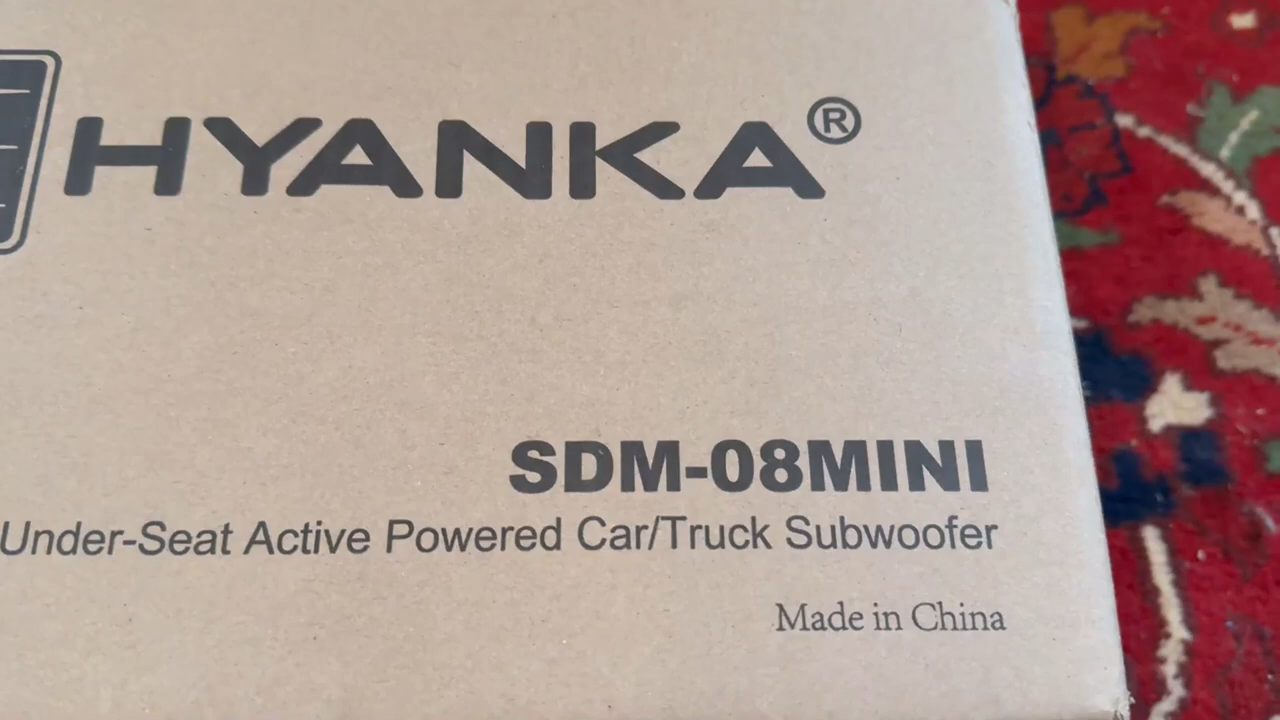 HYANKA®
SDM-08MINI
Under-Seat Active Powered Car/Truck Subwoofer
Made in China